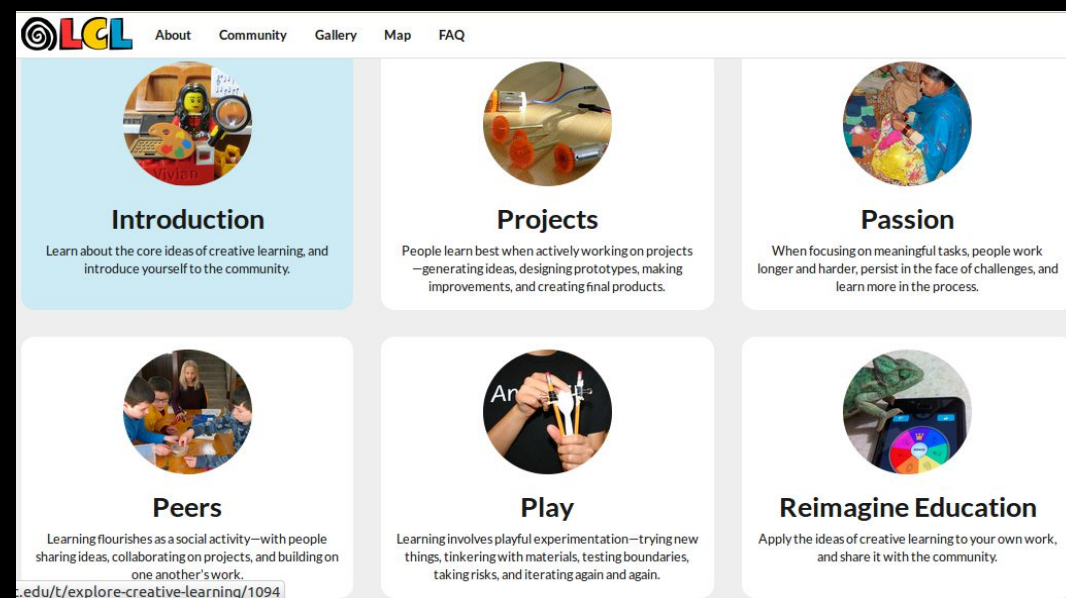 LCL About Community Gallery Map FAQ
Vivian
Introduction
Learn about the core ideas of creative learning, and
introduce yourself to the community.
Projects
People learn best when actively working on projects
—generating ideas, designing prototypes, making
improvements, and creating final products.
Passion
When focusing on meaningful tasks, people work
longer and harder, persist in the face of challenges, and
learn more in the process.
Peers
Learning flourishes as a social activity—with people
sharing ideas, collaborating on projects, and building on
one another's work.
An
Play
Learning involves playful experimentation—trying new
things, tinkering with materials, testing boundaries,
taking risks, and iterating again and again.
Reimagine Education
Apply the ideas of creative learning to your own work,
and share it with the community.
.edu/t/explore-creative-learning/1094